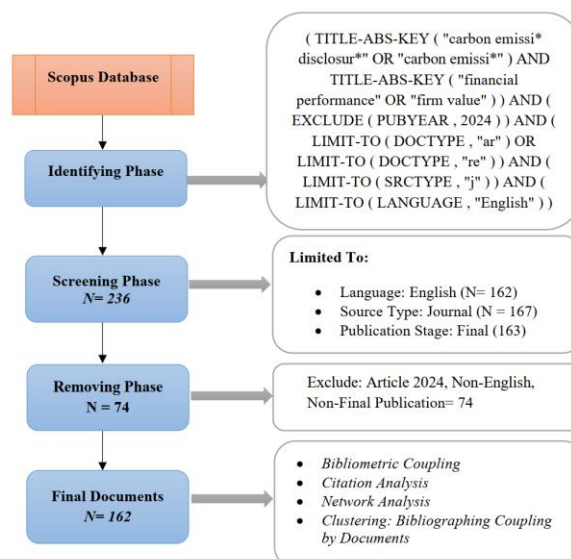 Scopus Database
( TITLE-ABS-KEY ( "carbon emissi*
disclosur*" OR "carbon emissi*" ) AND
TITLE-ABS-KEY ( "financial
performance" OR "firm value" ) ) AND (
EXCLUDE ( PUBYEAR , 2024 ) ) AND (
LIMIT-TO ( DOCTYPE , "ar" ) OR
LIMIT-TO ( DOCTYPE , "re" ) ) AND (
LIMIT-TO ( SRCTYPE , "j" ) ) AND (
LIMIT-TO ( LANGUAGE , "English" ) )
Identifying Phase
Screening Phase
N= 236
Limited To:
• Language: English (N= 162)
• Source Type: Journal (N = 167)
• Publication Stage: Final (163)
Removing Phase
N = 74
Exclude: Article 2024, Non-English,
Non-Final Publication= 74
Final Documents
N= 162
• Bibliometric Coupling
• Citation Analysis
• Network Analysis
• Clustering: Bibliographing Coupling
by Documents